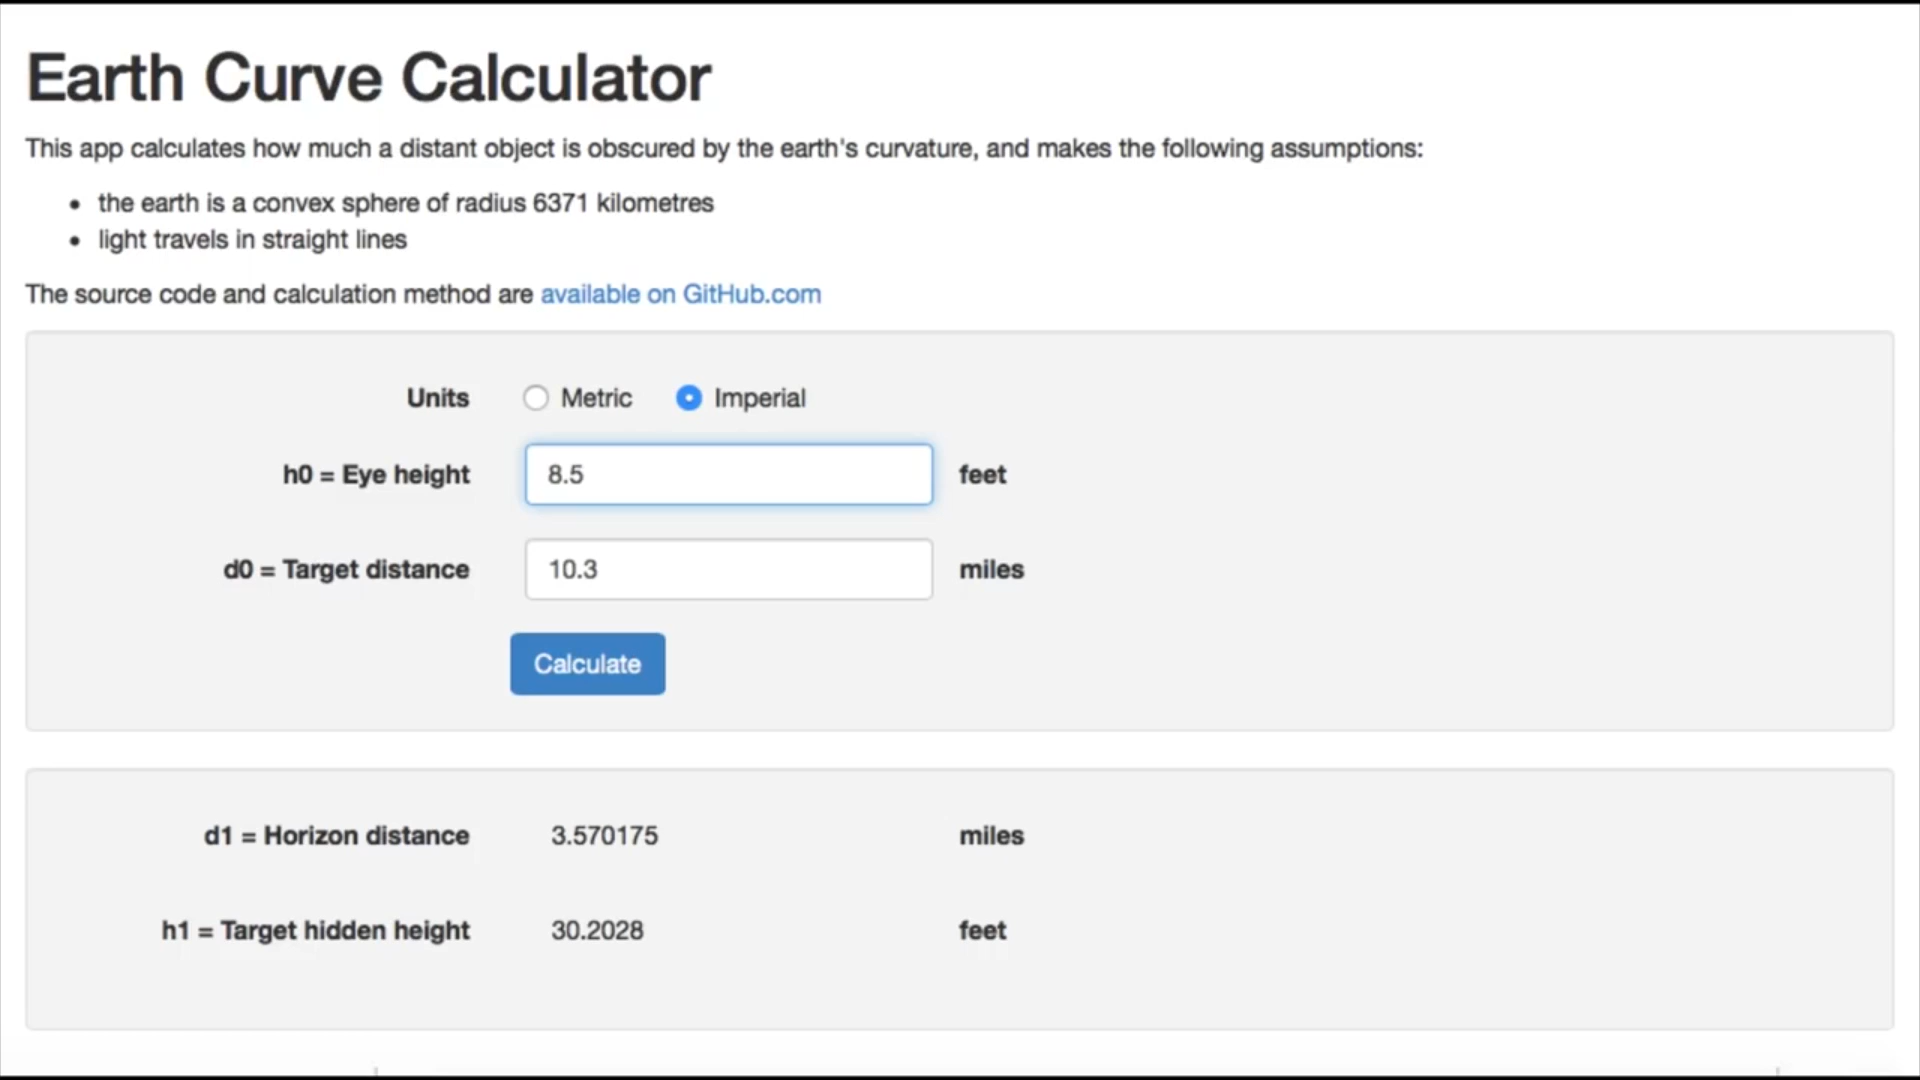 Earth Curve Calculator
This app calculates how much a distant object is obscured by the earth's curvature, and makes the following assumptions:
• the earth is a convex sphere of radius 6371 kilometres
• light travels in straight lines
The source code and calculation method are available on GitHub.com
Units Metric Imperial
h0 = Eye height 8.5 feet
d0 = Target distance 10.3 miles
Calculate
d1 = Horizon distance 3.570175 miles
h1 = Target hidden height 30.2028 feet